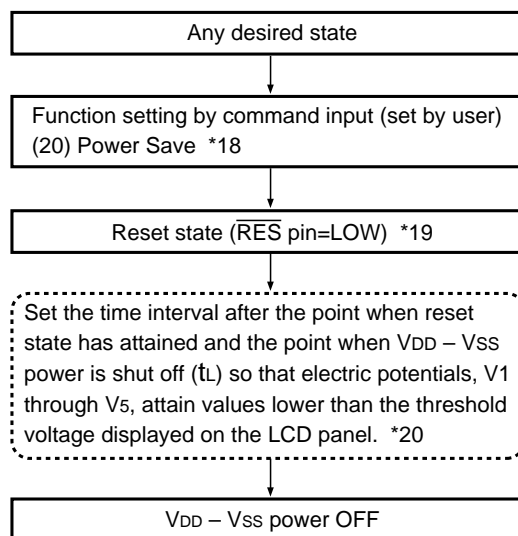 Any desired state
Function setting by command input (set by user)
(20) Power Save *18
Reset state (RES pin=LOW) *19
Set the time interval after the point when reset
state has attained and the point when VDD – VSS
power is shut off (tL) so that electric potentials, V1
through V5, attain values lower than the threshold
voltage displayed on the LCD panel. *20
VDD – VSS power OFF